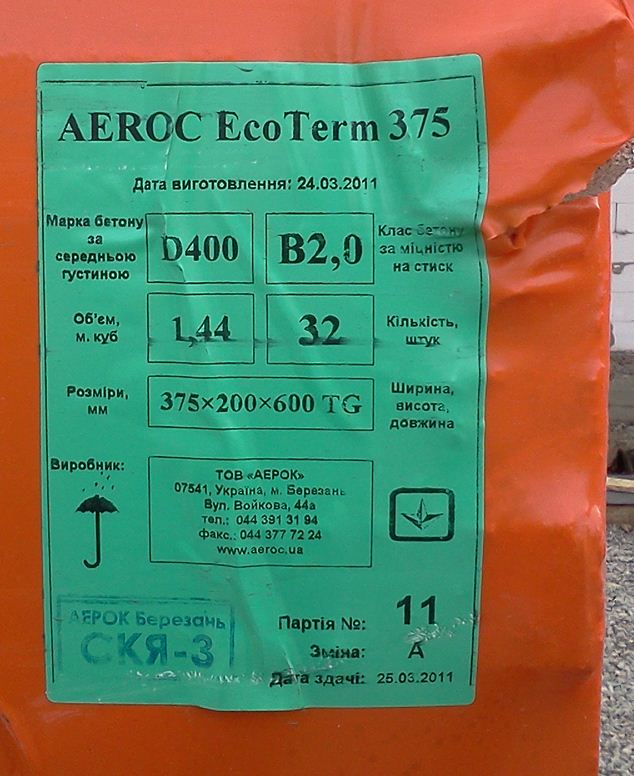 AEROC EcoTerm 375
Дата виготовлення: 24.03.2011
Марка бетону
за
середньою
густиною
D400
B2,0
Клас бетону
за міцністю
на стиск
Об'єм,
м. куб
1,44
32
Кількість,
штук
Розміри,
мм
375×200×600 TG
Ширина,
висота,
довжина
Виробник:
ТОВ «АЕРОК»
07541, Україна, м. Березань
Вул. Войкова, 44а
тел.: 044 391 31 94
факс.: 044 377 72 24
www.aeroc.ua
АЕРОК Березань
СКЯ-3
Партія №: 11
Зміна: А
Дата здачі: 25.03.2011